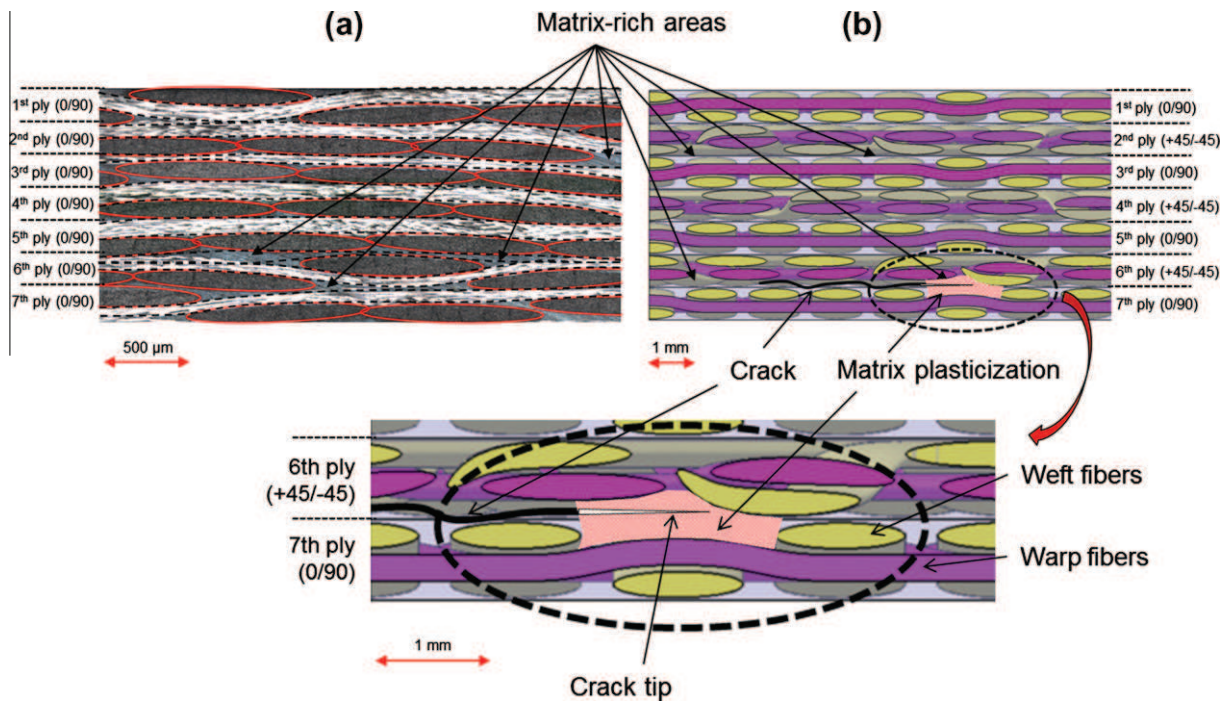 (a)
Matrix-rich areas
(b)
1st ply (0/90)
2nd ply (0/90)
3rd ply (0/90)
4th ply (0/90)
5th ply (0/90)
6th ply (0/90)
7th ply (0/90)
500 µm
1st ply (0/90)
2nd ply (+45/-45)
3rd ply (0/90)
4th ply (+45/-45)
5th ply (0/90)
6th ply (+45/-45)
7th ply (0/90)
1 mm
Crack
Matrix plasticization
6th ply
(+45/-45)
7th ply
(0/90)
Weft fibers
Warp fibers
1 mm
Crack tip